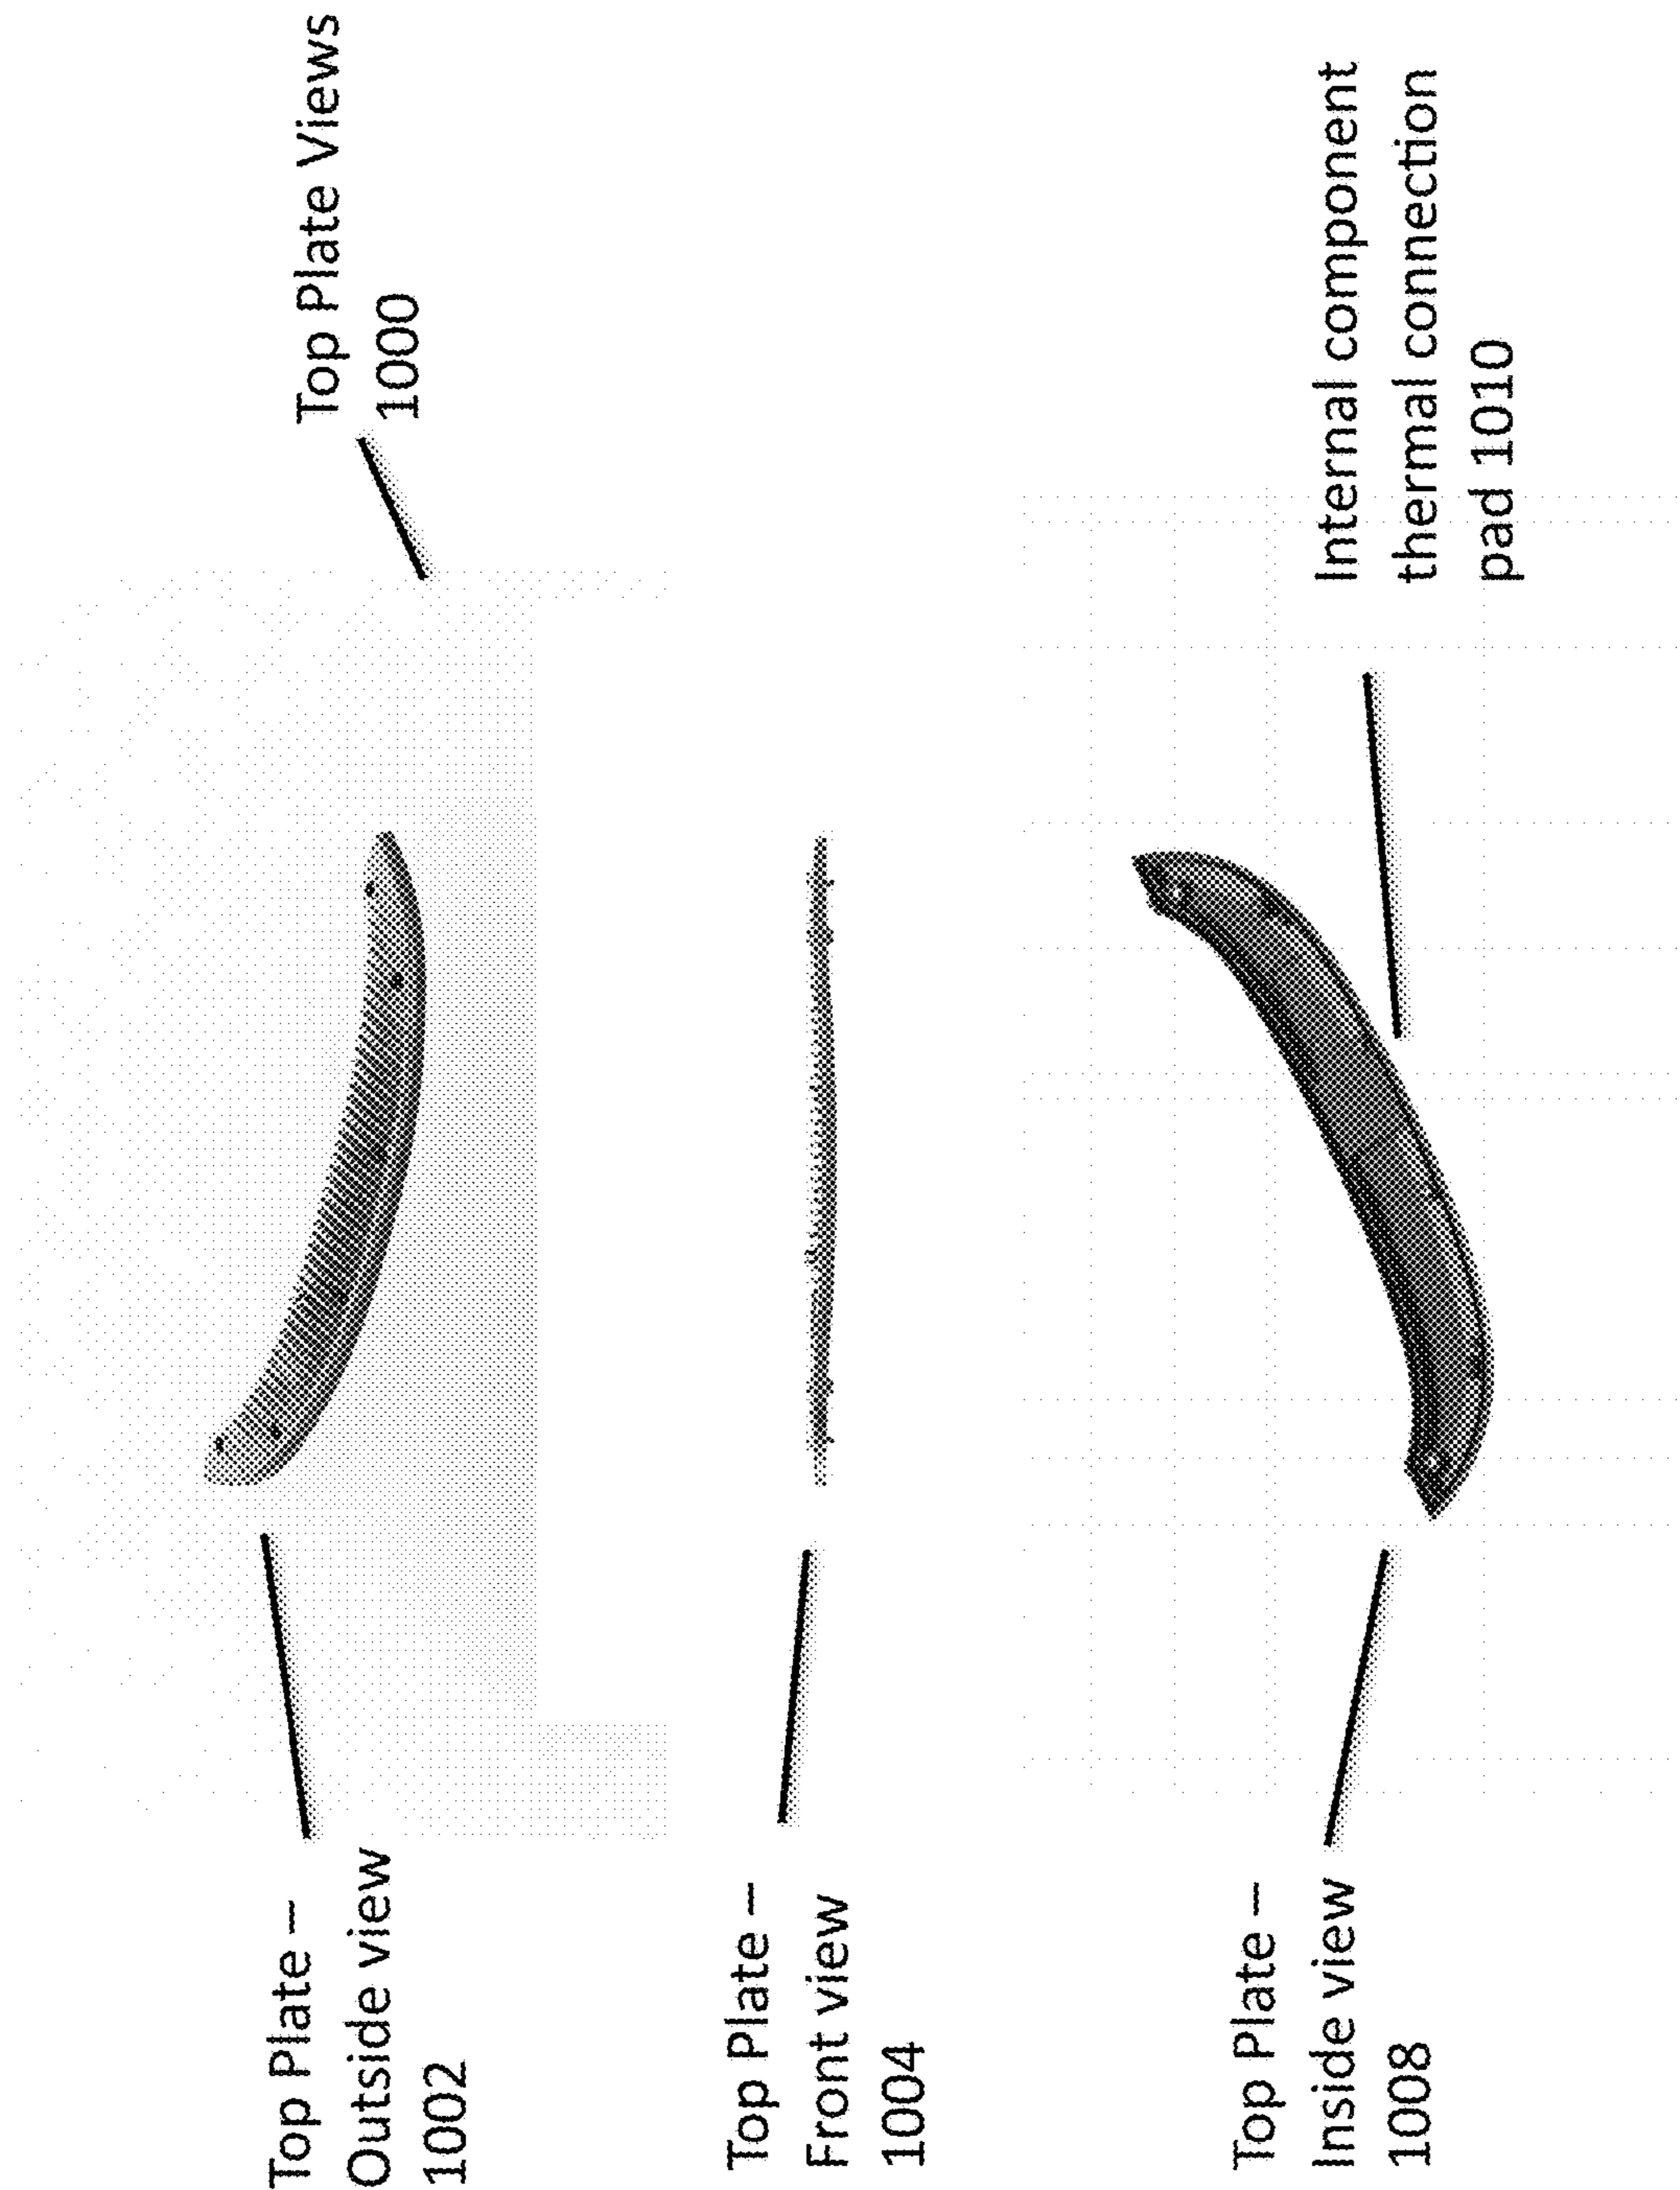 Top Plate Views
1000
Top Plate –
Outside view
1002
Top Plate –
Front view
1004
Top Plate –
Inside view
1008
Internal component
thermal connection
pad 1010